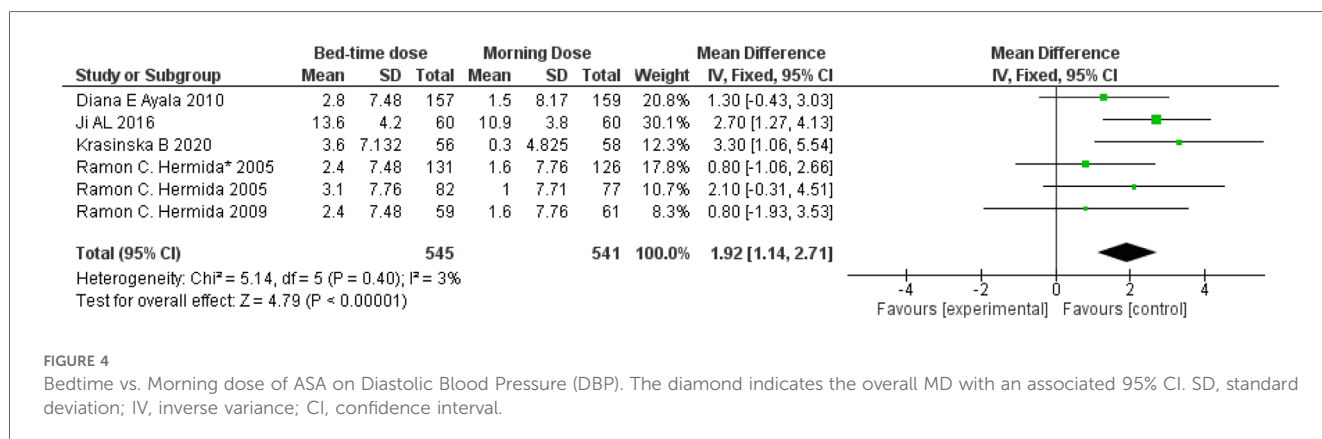 Bed-time dose Morning Dose Mean Difference Mean Difference
Study or Subgroup Mean SD Total Mean SD Total Weight IV, Fixed, 95% CI IV, Fixed, 95% CI
Diana E Ayala 2010 2.8 7.48 157 1.5 8.17 159 20.8% 1.30 [-0.43, 3.03]
Ji AL 2016 13.6 4.2 60 10.9 3.8 60 30.1% 2.70 [1.27, 4.13]
Krasinska B 2020 3.6 7.132 56 0.3 4.825 58 12.3% 3.30 [1.06, 5.54]
Ramon C. Hermida* 2005 2.4 7.48 131 1.6 7.76 126 17.8% 0.80 [-1.06, 2.66]
Ramon C. Hermida 2005 3.1 7.76 82 1 7.71 77 10.7% 2.10 [-0.31, 4.51]
Ramon C. Hermida 2009 2.4 7.48 59 1.6 7.76 61 8.3% 0.80 [-1.93, 3.53]
Total (95% CI) 545 541 100.0% 1.92 [1.14, 2.71]
Heterogeneity: Chi² = 5.14, df = 5 (P = 0.40); I² = 3%
Test for overall effect: Z = 4.79 (P < 0.00001)
-4 -2 0 2 4
Favours [experimental] Favours [control]
FIGURE 4
Bedtime vs. Morning dose of ASA on Diastolic Blood Pressure (DBP). The diamond indicates the overall MD with an associated 95% CI. SD, standard
deviation; IV, inverse variance; CI, confidence interval.